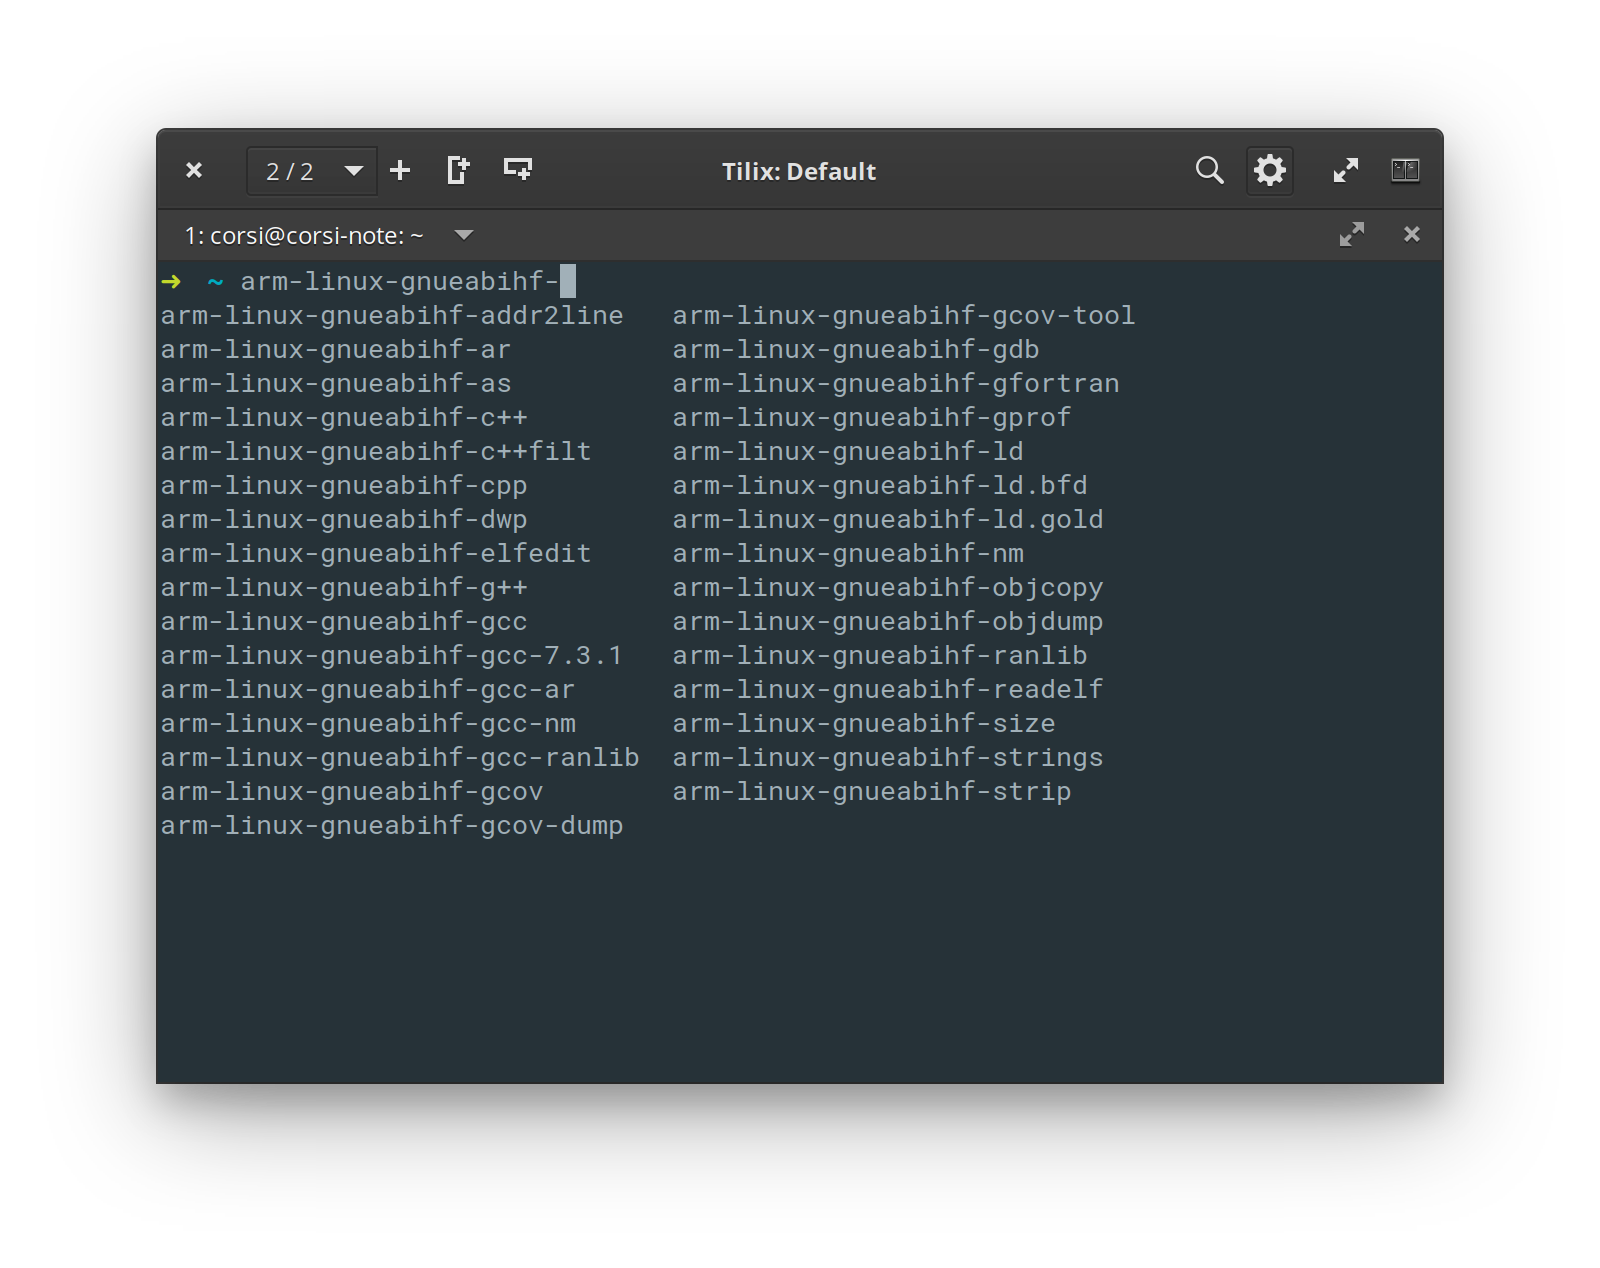 2 / 2 Tilix: Default
1: corsi@corsi-note: ~
➜ ~ arm-linux-gnueabihf-
arm-linux-gnueabihf-addr2line arm-linux-gnueabihf-gcov-tool
arm-linux-gnueabihf-ar arm-linux-gnueabihf-gdb
arm-linux-gnueabihf-as arm-linux-gnueabihf-gfortran
arm-linux-gnueabihf-c++ arm-linux-gnueabihf-gprof
arm-linux-gnueabihf-c++filt arm-linux-gnueabihf-ld
arm-linux-gnueabihf-cpp arm-linux-gnueabihf-ld.bfd
arm-linux-gnueabihf-dwp arm-linux-gnueabihf-ld.gold
arm-linux-gnueabihf-elfedit arm-linux-gnueabihf-nm
arm-linux-gnueabihf-g++ arm-linux-gnueabihf-objcopy
arm-linux-gnueabihf-gcc arm-linux-gnueabihf-objdump
arm-linux-gnueabihf-gcc-7.3.1 arm-linux-gnueabihf-ranlib
arm-linux-gnueabihf-gcc-ar arm-linux-gnueabihf-readelf
arm-linux-gnueabihf-gcc-nm arm-linux-gnueabihf-size
arm-linux-gnueabihf-gcc-ranlib arm-linux-gnueabihf-strings
arm-linux-gnueabihf-gcov arm-linux-gnueabihf-strip
arm-linux-gnueabihf-gcov-dump